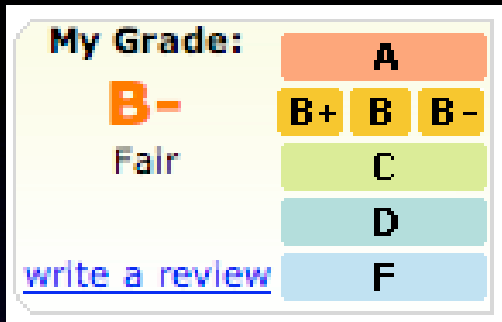 My Grade:
B-
Fair
write a review
A
B+ B B-
C
D
F